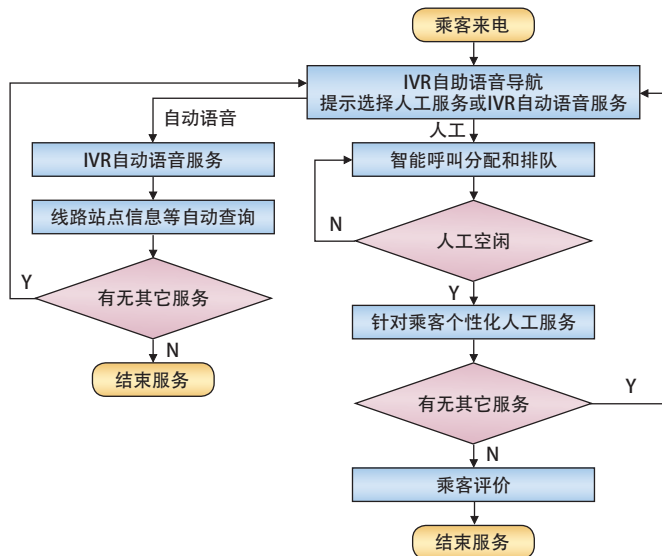 乘客来电
IVR自助语音导航
提示选择人工服务或IVR自动语音服务
自动语音
人工
IVR自动语音服务
智能呼叫分配和排队
线路站点信息等自动查询
N
人工空闲
Y
有无其它服务
Y
针对乘客个性化人工服务
N
结束服务
有无其它服务
Y
N
乘客评价
结束服务